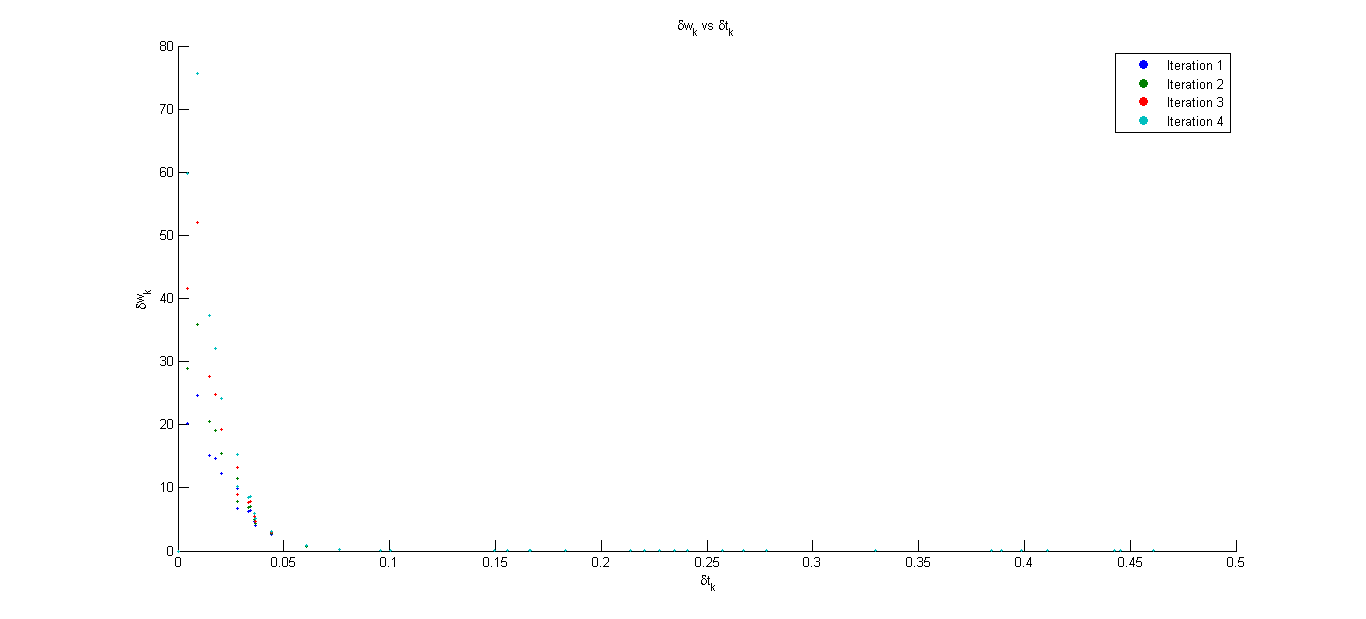 δw_k vs δt_k
Iteration 1
Iteration 2
Iteration 3
Iteration 4
80
70
60
50
40
30
20
10
0
δw_k
0 0.05 0.1 0.15 0.2 0.25 0.3 0.35 0.4 0.45 0.5
δt_k